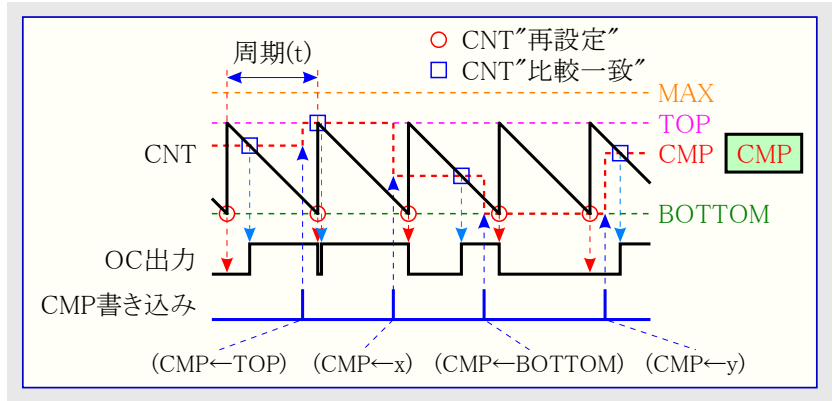 周期(t)
CNT"再設定"
CNT"比較一致"
MAX
TOP
CNT
CMP
CMP
BOTTOM
OC出力
CMP書き込み
(CMP←TOP)
(CMP←x)
(CMP←BOTTOM)
(CMP←y)